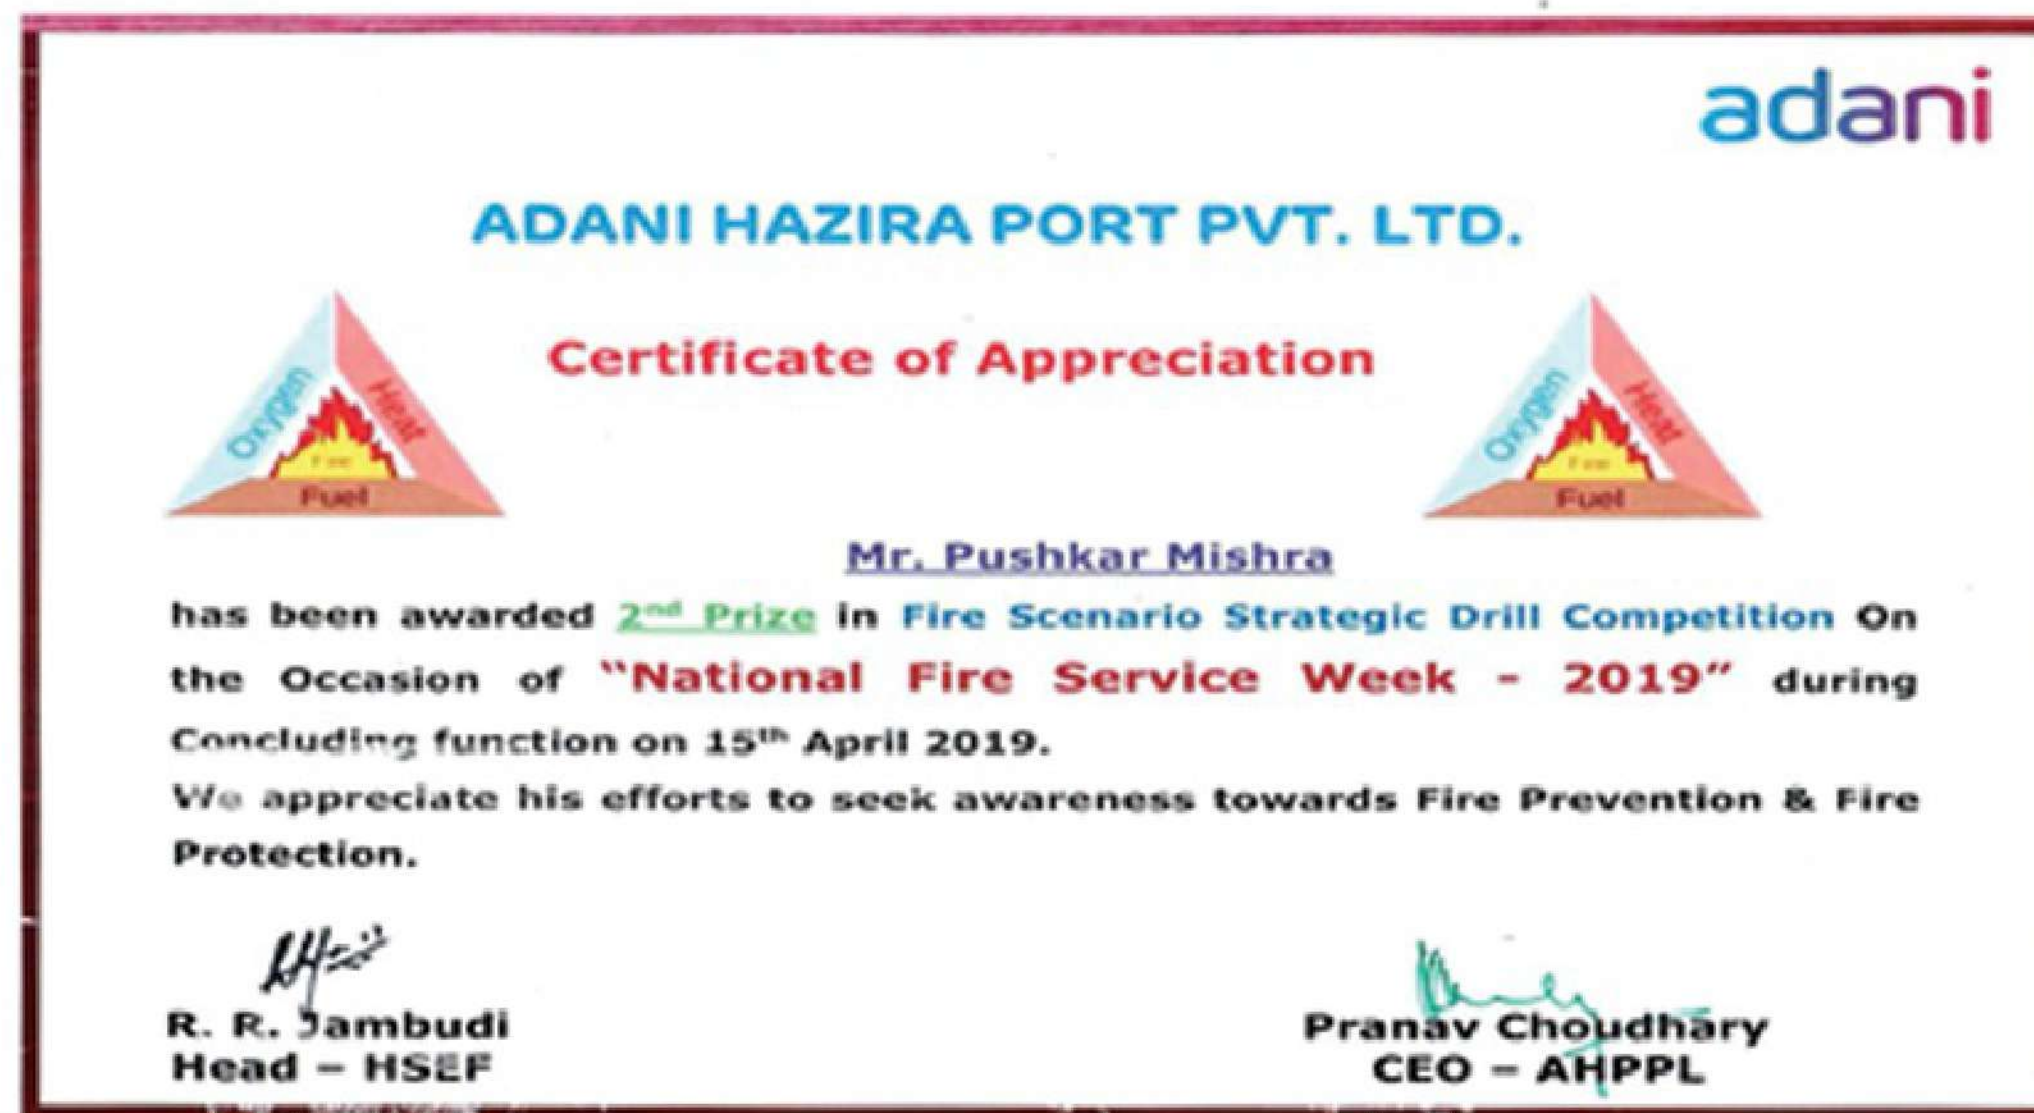 adani
ADANI HAZIRA PORT PVT. LTD.
Certificate of Appreciation
Oxygen Heat
Fire
Fuel
Oxygen Heat
Fire
Fuel
Mr. Pushkar Mishra
has been awarded 2nd Prize in Fire Scenario Strategic Drill Competition On
the Occasion of "National Fire Service Week - 2019" during
Concluding function on 15th April 2019.
We appreciate his efforts to seek awareness towards Fire Prevention & Fire
Protection.
R. R. Jambudi
Head – HSEF
Pranav Choudhary
CEO – AHPPL